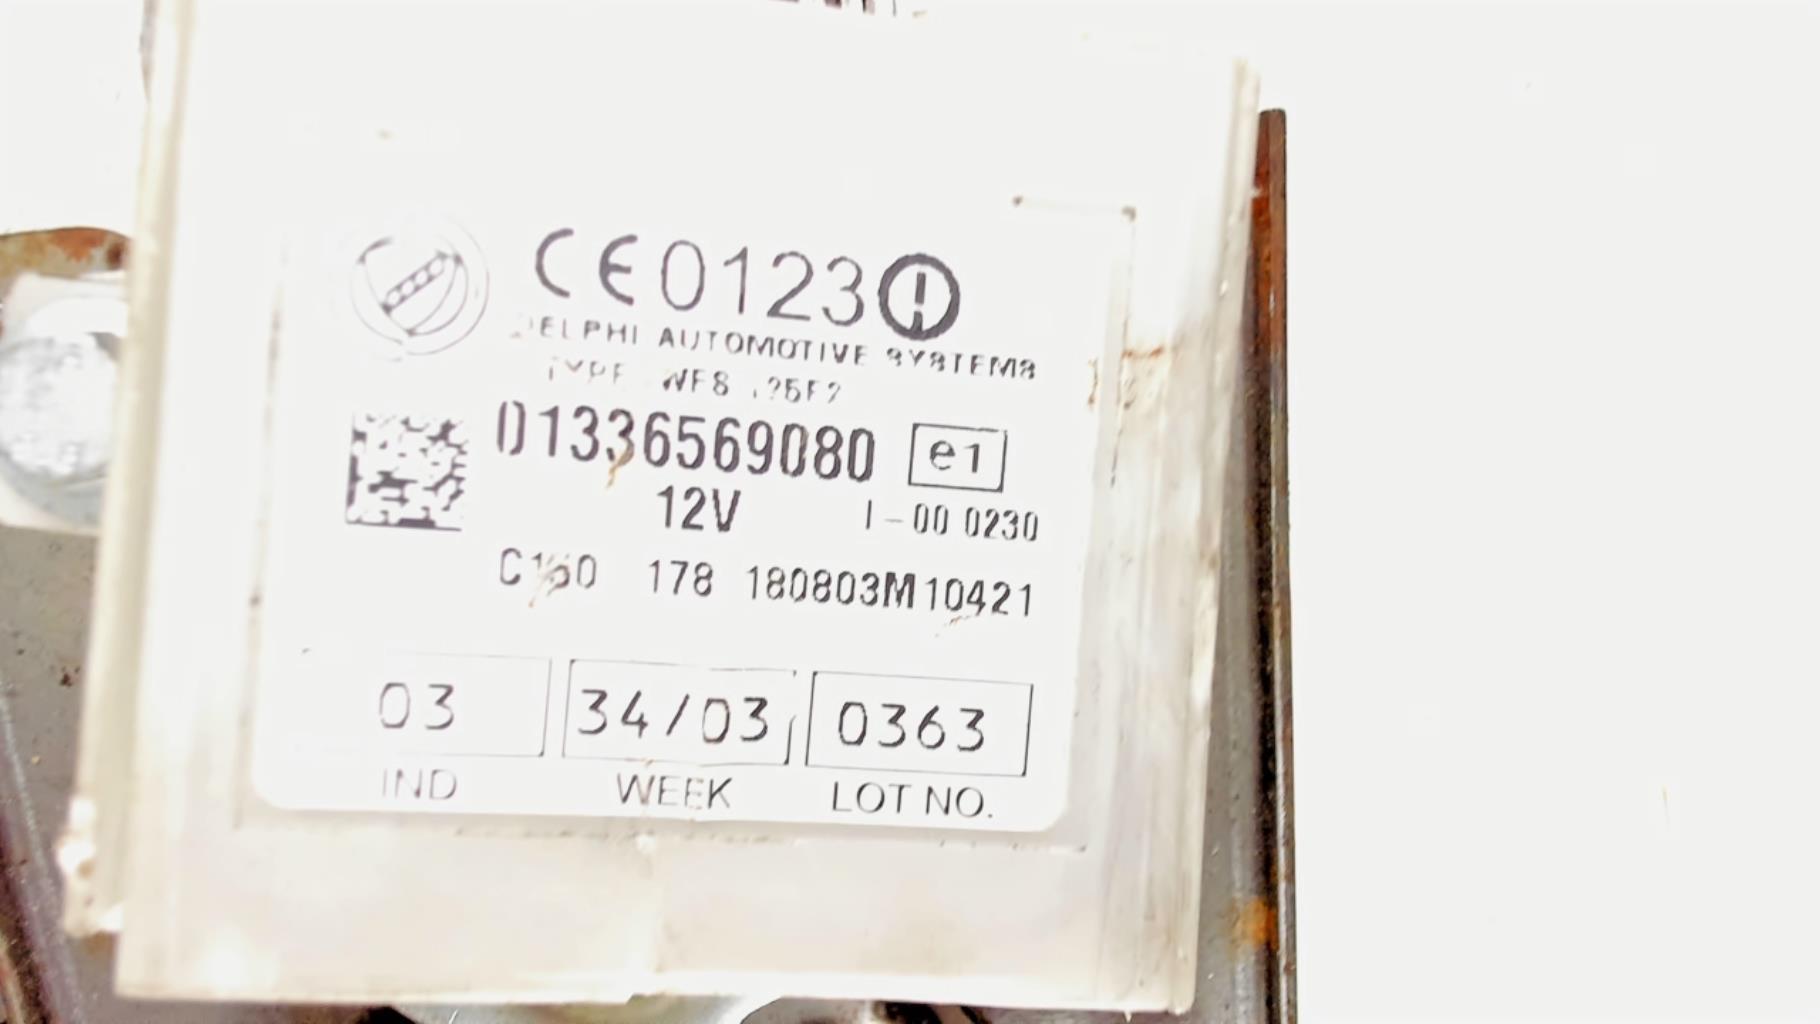 CE0123
DELPHI AUTOMOTIVE SYSTEMS
TYPE
01336569080 e1
12V I-00 0230
178 180803M10421
03 34/03 0363
IND WEEK LOT NO.